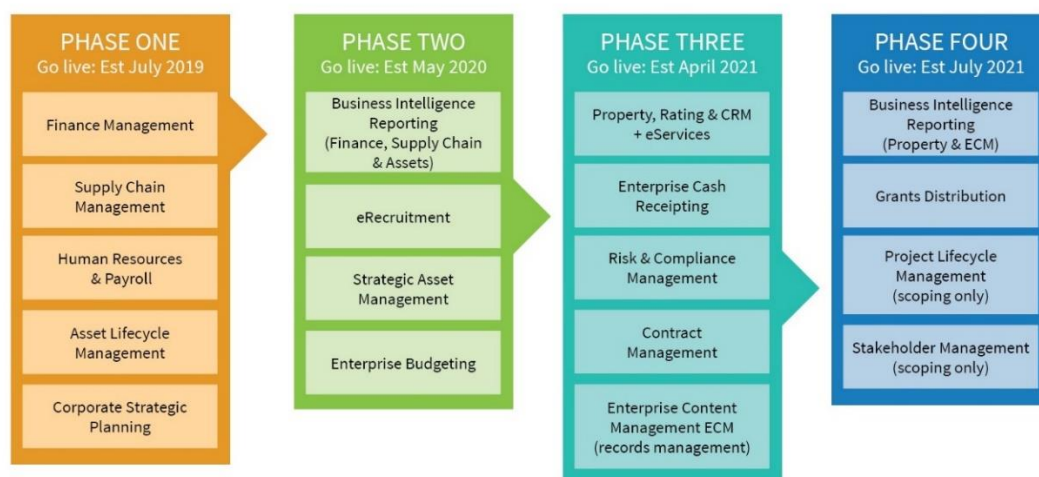 PHASE ONE
Go live: Est July 2019
Finance Management
Supply Chain
Management
Human Resources
& Payroll
Asset Lifecycle
Management
Corporate Strategic
Planning
PHASE TWO
Go live: Est May 2020
Business Intelligence
Reporting
(Finance, Supply Chain
& Assets)
eRecruitment
Strategic Asset
Management
Enterprise Budgeting
PHASE THREE
Go live: Est April 2021
Property, Rating & CRM
+ eServices
Enterprise Cash
Receipting
Risk & Compliance
Management
Contract
Management
Enterprise Content
Management ECM
(records management)
PHASE FOUR
Go live: Est July 2021
Business Intelligence
Reporting
(Property & ECM)
Grants Distribution
Project Lifecycle
Management
(scoping only)
Stakeholder Management
(scoping only)